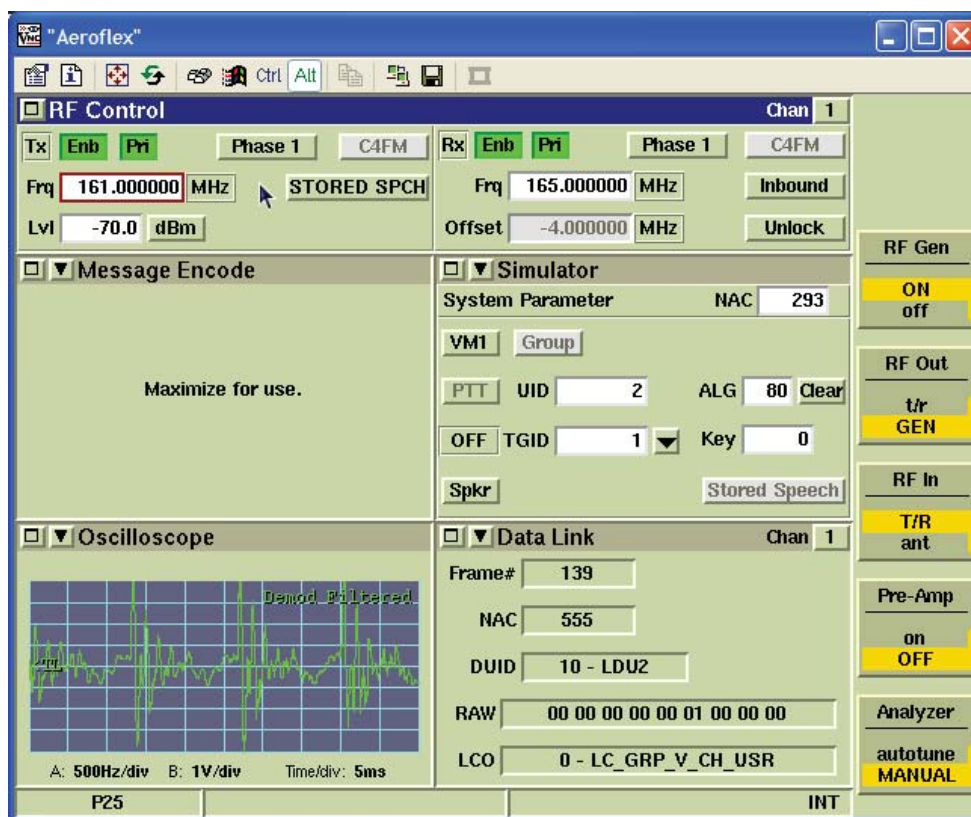 "Aeroflex"
Ctrl Alt
RF Control Chan 1
Tx Enb Pri Phase 1 C4FM
Frq 161.000000 MHz STORED SPCH
Lvl -70.0 dBm
Rx Enb Pri Phase 1 C4FM
Frq 165.000000 MHz Inbound
Offset -4.000000 MHz Unlock
Message Encode
Maximize for use.
Simulator
System Parameter NAC 293
VM1 Group
PTT UID 2 ALG 80 Clear
OFF TGID 1 Key 0
Spkr Stored Speech
Oscilloscope
Demod Filtered
A: 500Hz/div B: 1V/div Time/div: 5ms
Data Link Chan 1
Frame# 139
NAC 555
DUID 10 - LDU2
RAW 00 00 00 00 00 01 00 00 00
LCO 0 - LC_GRP_V_CH_USR
P25 INT
RF Gen
ON
off
RF Out
t/r
GEN
RF In
T/R
ant
Pre-Amp
on
OFF
Analyzer
autotune
MANUAL